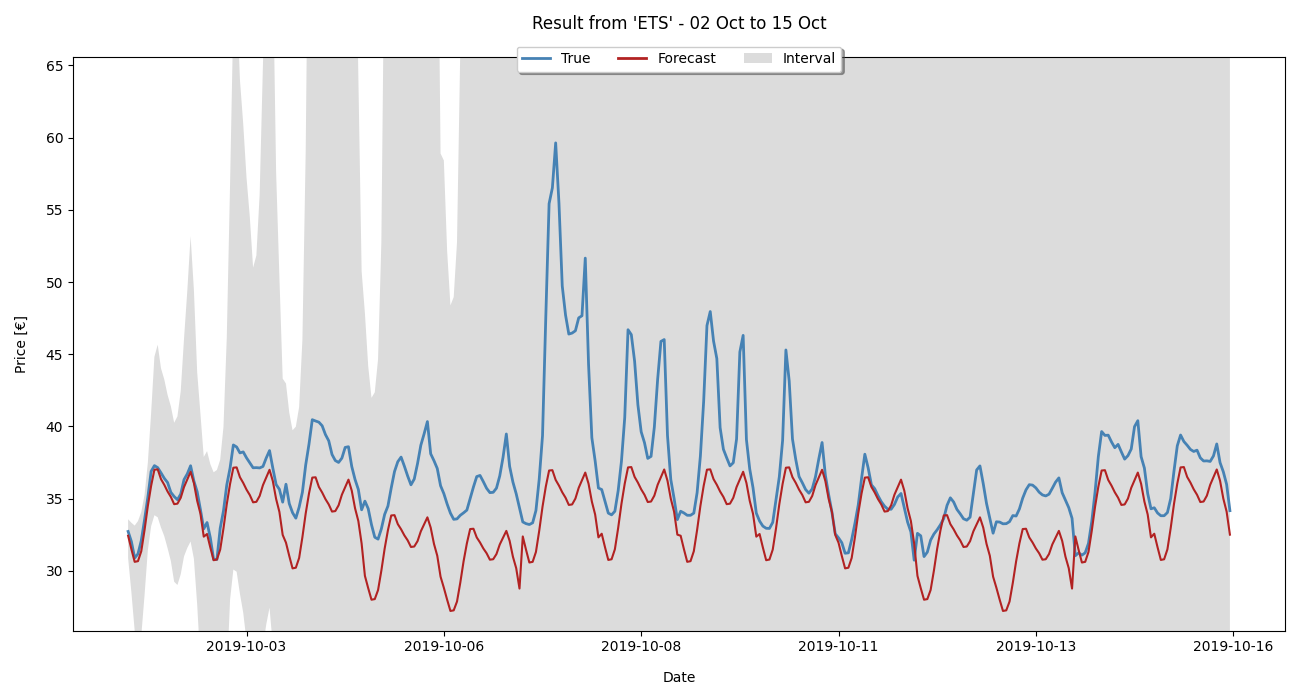 Result from 'ETS' - 02 Oct to 15 Oct
True Forecast Interval
65
60
55
50
45
40
35
30
Price [€]
2019-10-03 2019-10-06 2019-10-08 2019-10-11 2019-10-13 2019-10-16
Date